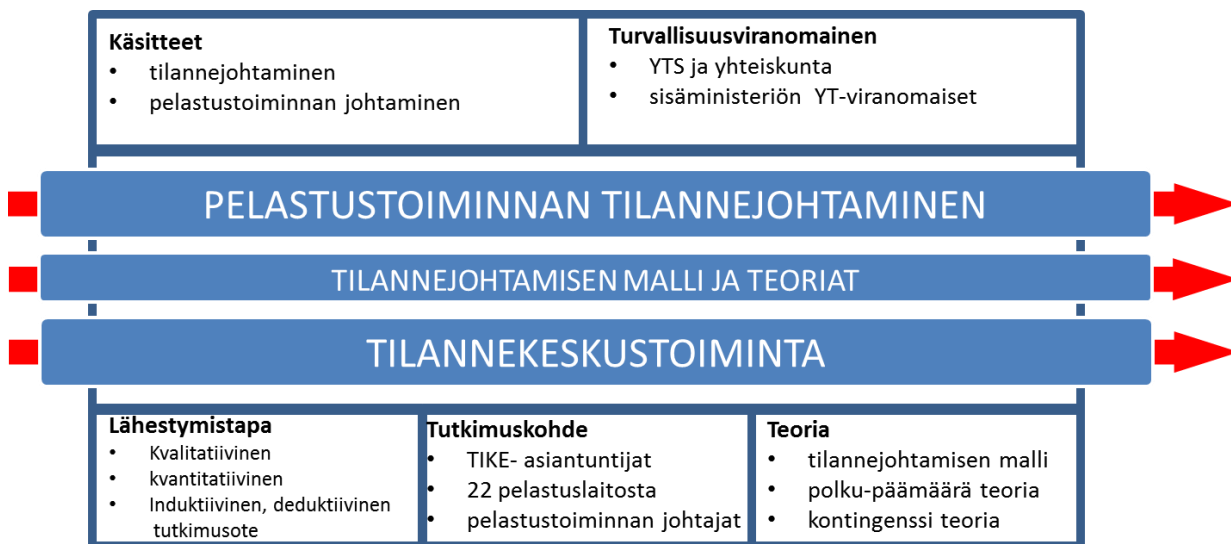 Käsitteet
• tilannejohtaminen
• pelastustoiminnan johtaminen
Turvallisuusviranomainen
• YTS ja yhteiskunta
• sisäministeriön YT-viranomaiset
PELASTUSTOIMINNAN TILANNEJOHTAMINEN
TILANNEJOHTAMISEN MALLI JA TEORIAT
TILANNEKESKUSTOIMINTA
Lähestymistapa
• Kvalitatiivinen
• kvantitatiivinen
• Induktiivinen, deduktiivinen
tutkimusote
Tutkimuskohde
• TIKE- asiantuntijat
• 22 pelastuslaitosta
• pelastustoiminnan johtajat
Teoria
• tilannejohtamisen malli
• polku-päämäärä teoria
• kontingenssi teoria